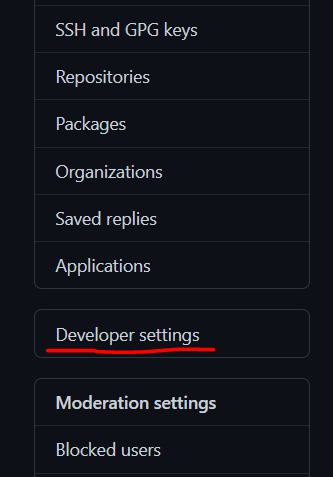 SSH and GPG keys
Repositories
Packages
Organizations
Saved replies
Applications
Developer settings
Moderation settings
Blocked users